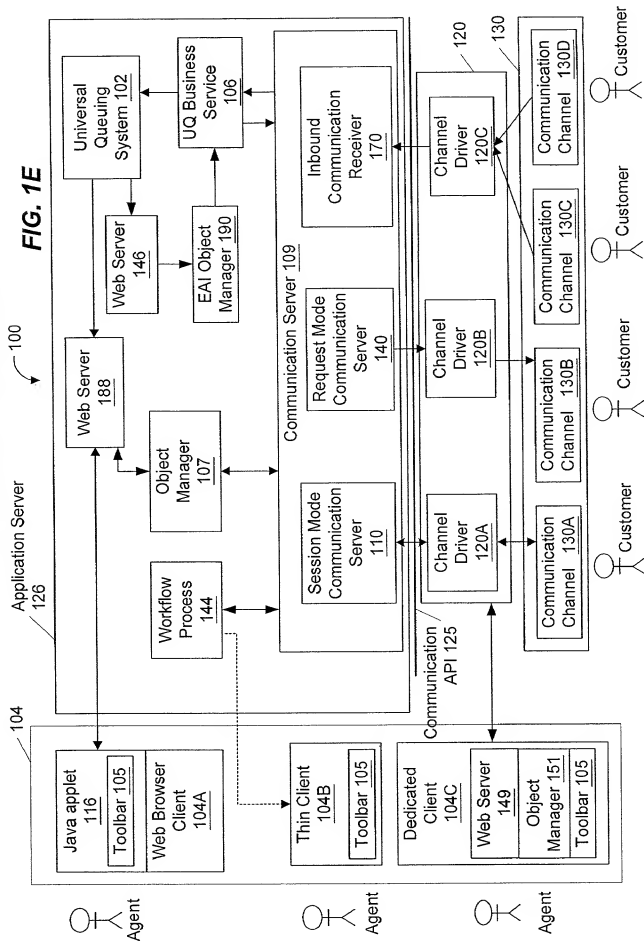 FIG. 1E
100
Application Server
126
104
Java applet
116
Toolbar 105
Web Browser
Client
104A
Web Server
188
Universal
Queuing
System 102
Web Server
146
UQ Business
Service
106
EAI Object
Manager 190
Workflow
Process
144
Object
Manager
107
Communication Server 109
Session Mode
Communication
Server
110
Request Mode
Communication
Server
140
Inbound
Communication
Receiver
170
Thin Client
104B
Toolbar 105
Communication
API 125
120
Dedicated
Client
104C
Web Server
149
Object
Manager 151
Toolbar 105
Channel
Driver
120A
Channel
Driver
120B
Channel
Driver
120C
130
Communication
Channel 130A
Communication
Channel 130B
Communication
Channel 130C
Communication
Channel 130D
Agent
Agent
Agent
Customer
Customer
Customer
Customer